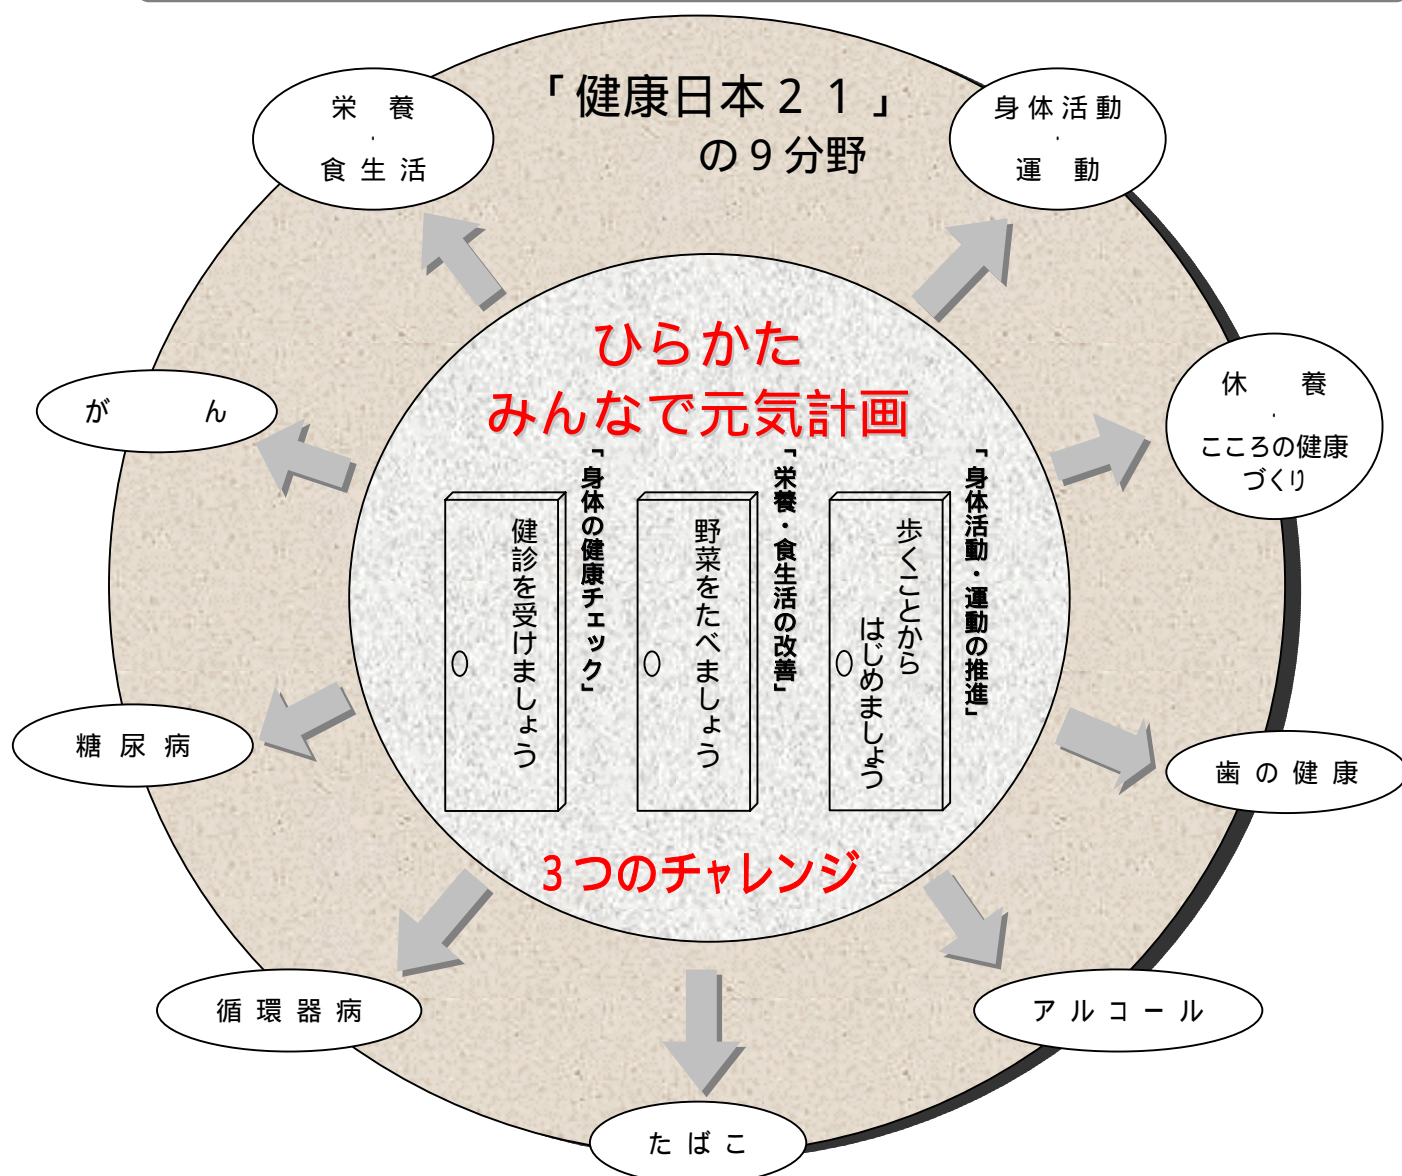 「健康日本２１」
の９分野
栄　養
・
食生活
身体活動
・
運　動
休　養
・
こころの健康
づくり
歯の健康
アルコール
たばこ
循環器病
糖尿病
がん
ひらかた
みんなで元気計画
「身体活動・運動の推進」
歩くことから
はじめましょう
「栄養・食生活の改善」
野菜をたべましょう
「身体の健康チェック」
健診を受けましょう
３つのチャレンジ